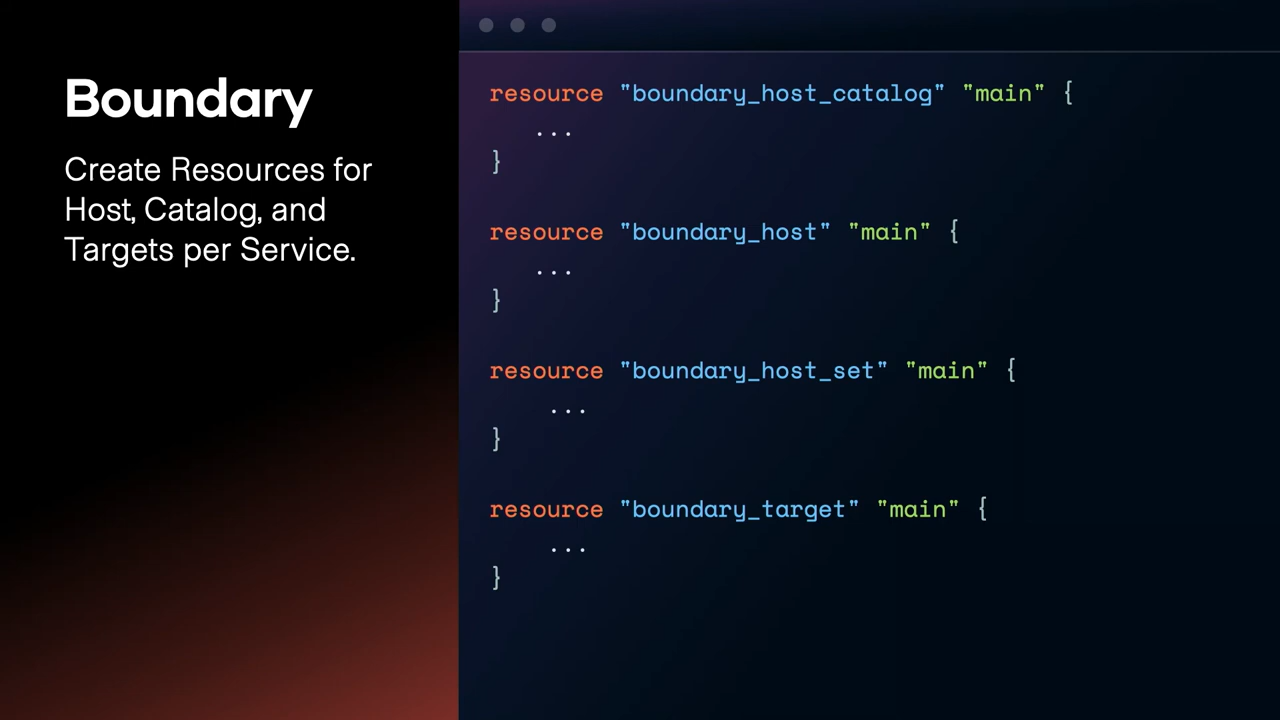 Boundary
Create Resources for
Host, Catalog, and
Targets per Service.
resource "boundary_host_catalog" "main" {
...
}
resource "boundary_host" "main" {
...
}
resource "boundary_host_set" "main" {
...
}
resource "boundary_target" "main" {
...
}